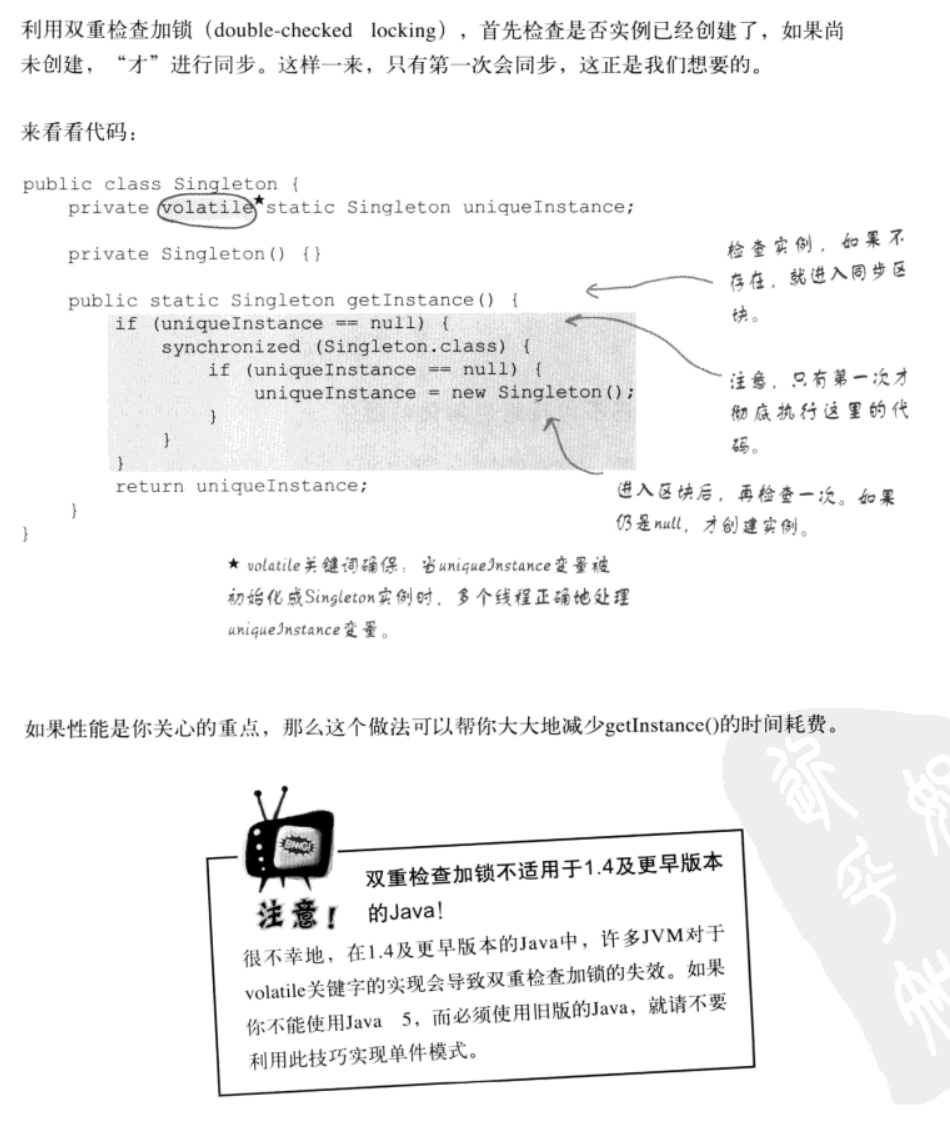 利用双重检查加锁（double-checked locking），首先检查是否实例已经创建了，如果尚
未创建，“才”进行同步。这样一来，只有第一次会同步，这正是我们想要的。
来看看代码：
public class Singleton {
    private volatile★static Singleton uniqueInstance;
    private Singleton() {}
    public static Singleton getInstance() {
        if (uniqueInstance == null) {
            synchronized (Singleton.class) {
                if (uniqueInstance == null) {
                    uniqueInstance = new Singleton();
                }
            }
        }
        return uniqueInstance;
    }
}
检查实例，如果不
存在，就进入同步区
块。
注意，只有第一次才
彻底执行这里的代
码。
进入区块后，再检查一次。如果
仍是null，才创建实例。
★ volatile关键词确保：当uniqueInstance变量被
初始化成Singleton实例时，多个线程正确地处理
uniqueInstance变量。
如果性能是你关心的重点，那么这个做法可以帮你大大地减少getInstance()的时间耗费。
BANG!
注意！
双重检查加锁不适用于1.4及更早版本
的Java！
很不幸地，在1.4及更早版本的Java中，许多JVM对于
volatile关键字的实现会导致双重检查加锁的失效。如果
你不能使用Java 5，而必须使用旧版的Java，就请不要
利用此技巧实现单件模式。